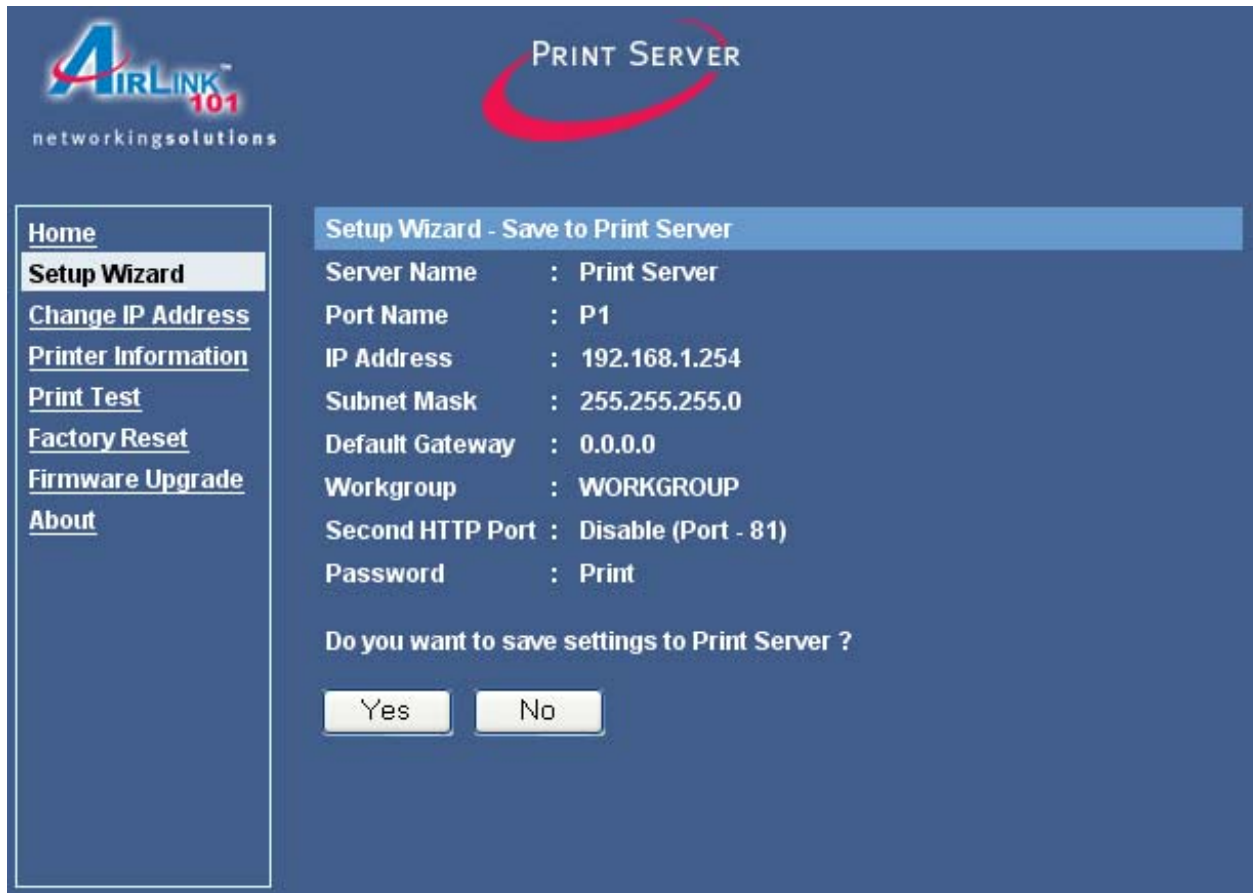 AIRLINK™
101
networkingsolutions
PRINT SERVER
Home
Setup Wizard
Change IP Address
Printer Information
Print Test
Factory Reset
Firmware Upgrade
About
Setup Wizard - Save to Print Server
Server Name : Print Server
Port Name : P1
IP Address : 192.168.1.254
Subnet Mask : 255.255.255.0
Default Gateway : 0.0.0.0
Workgroup : WORKGROUP
Second HTTP Port : Disable (Port - 81)
Password : Print
Do you want to save settings to Print Server ?
Yes No